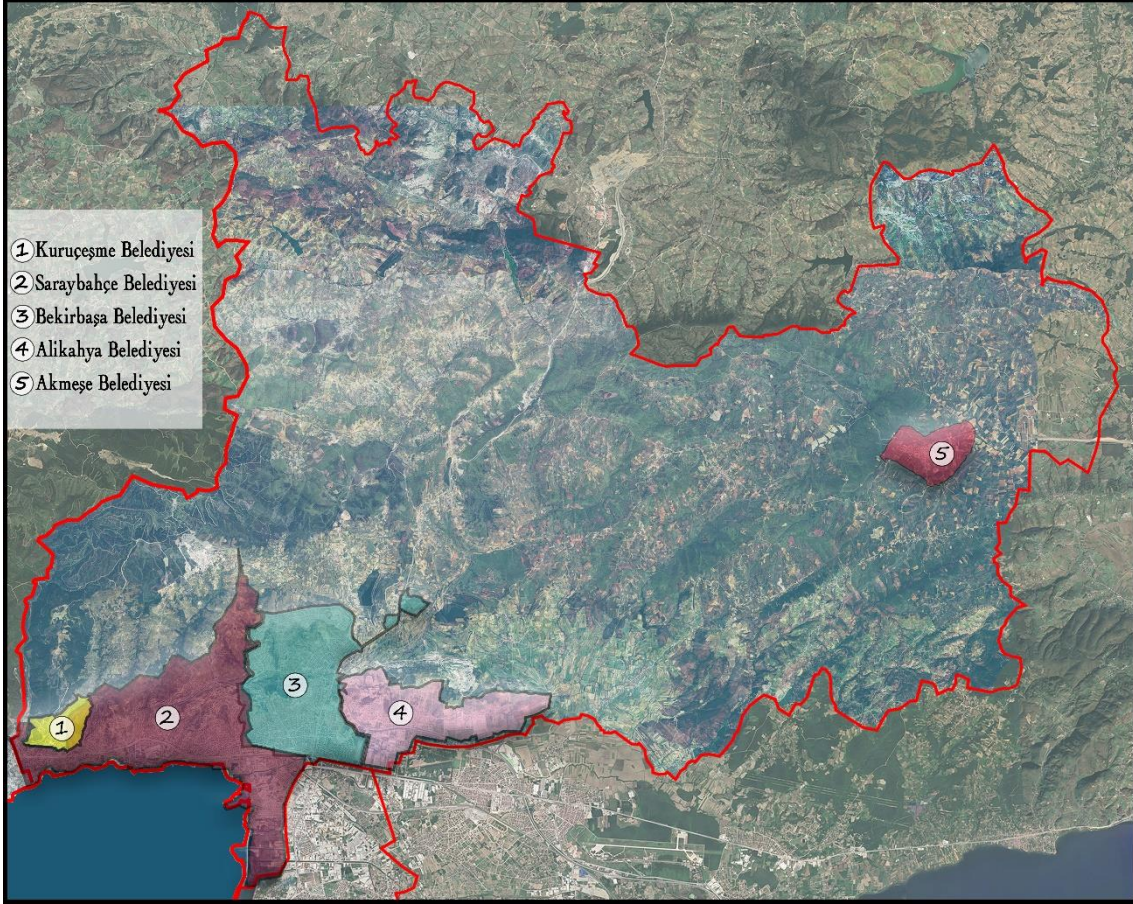 1 Kuruçeşme Belediyesi
2 Saraybahçe Belediyesi
3 Bekirbaşa Belediyesi
4 Alikahya Belediyesi
5 Akmeşe Belediyesi
5
3
4
2
1